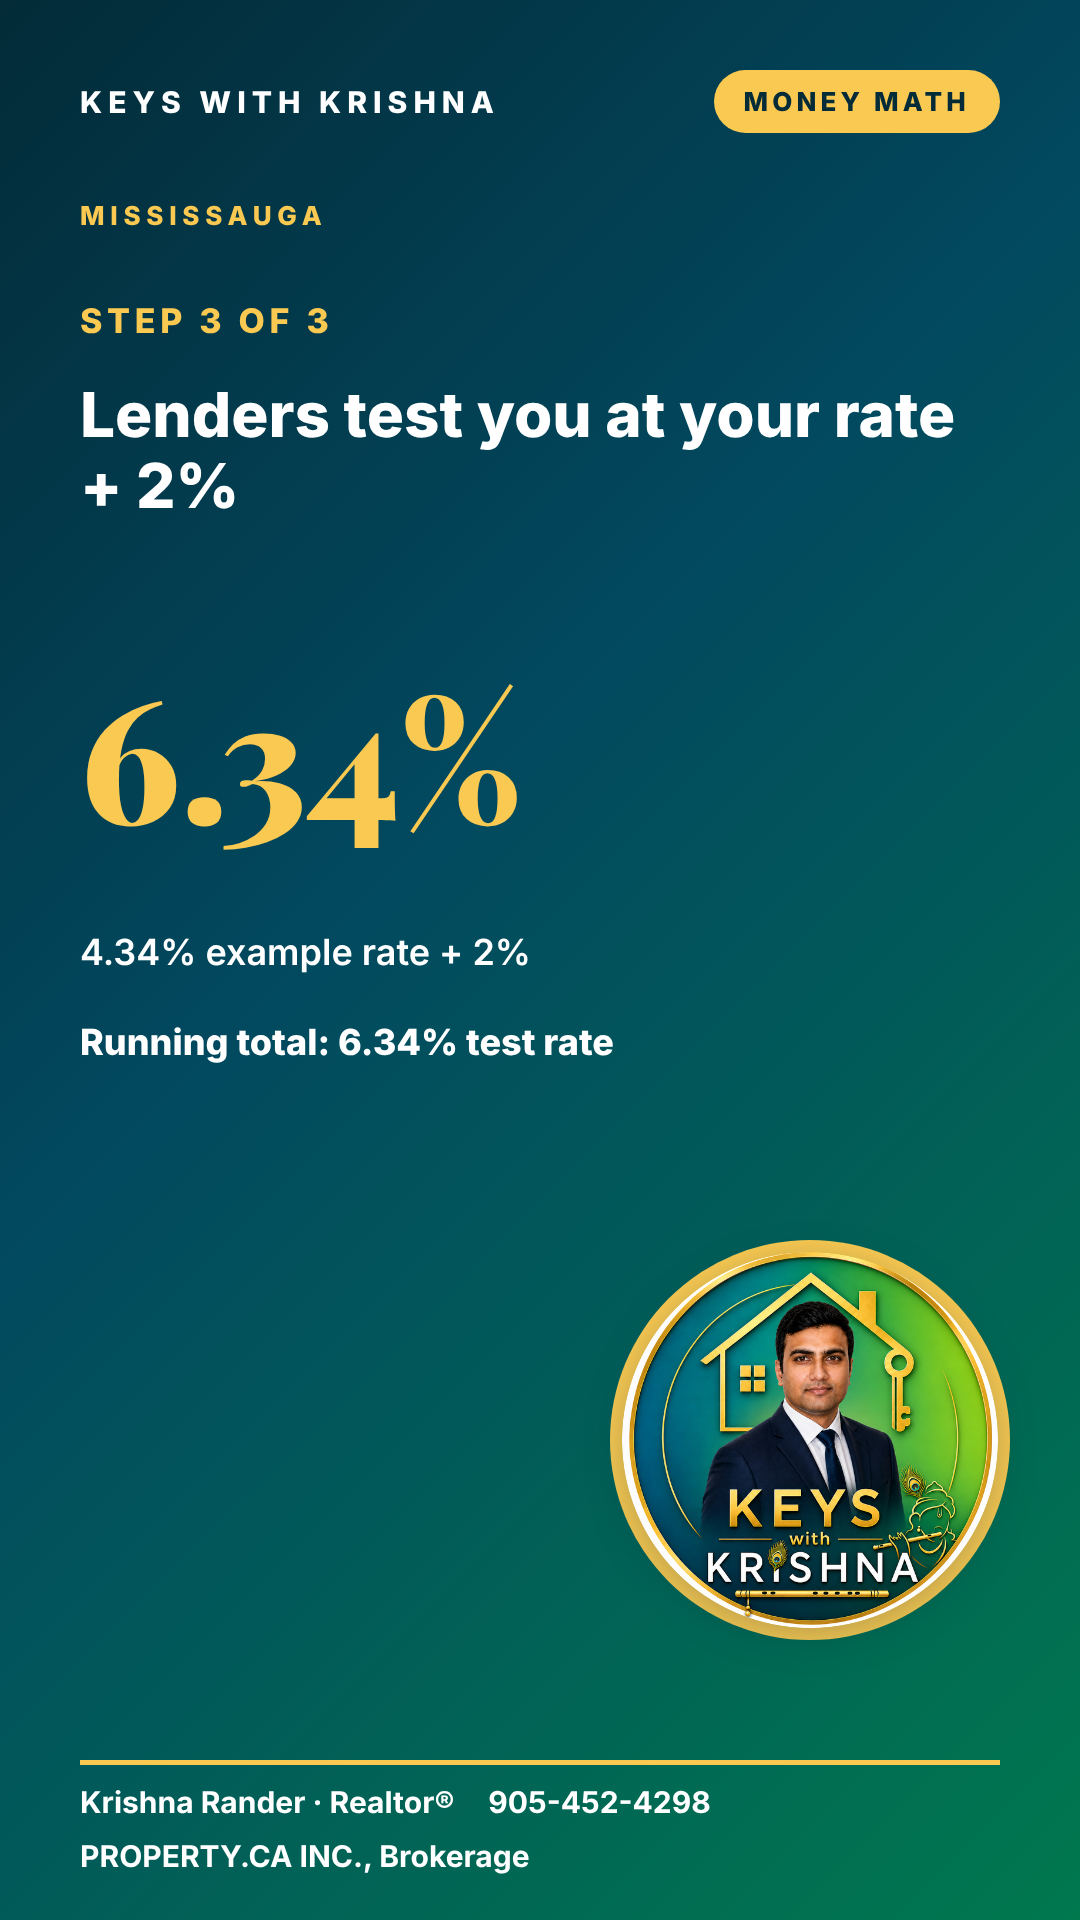 KEYS WITH KRISHNA
MONEY MATH
MISSISSAUGA
STEP 3 OF 3
Lenders test you at your rate
+ 2%
6.34%
4.34% example rate + 2%
Running total: 6.34% test rate
KEYS
with
KRISHNA
Krishna Rander · Realtor® 905-452-4298
PROPERTY.CA INC., Brokerage